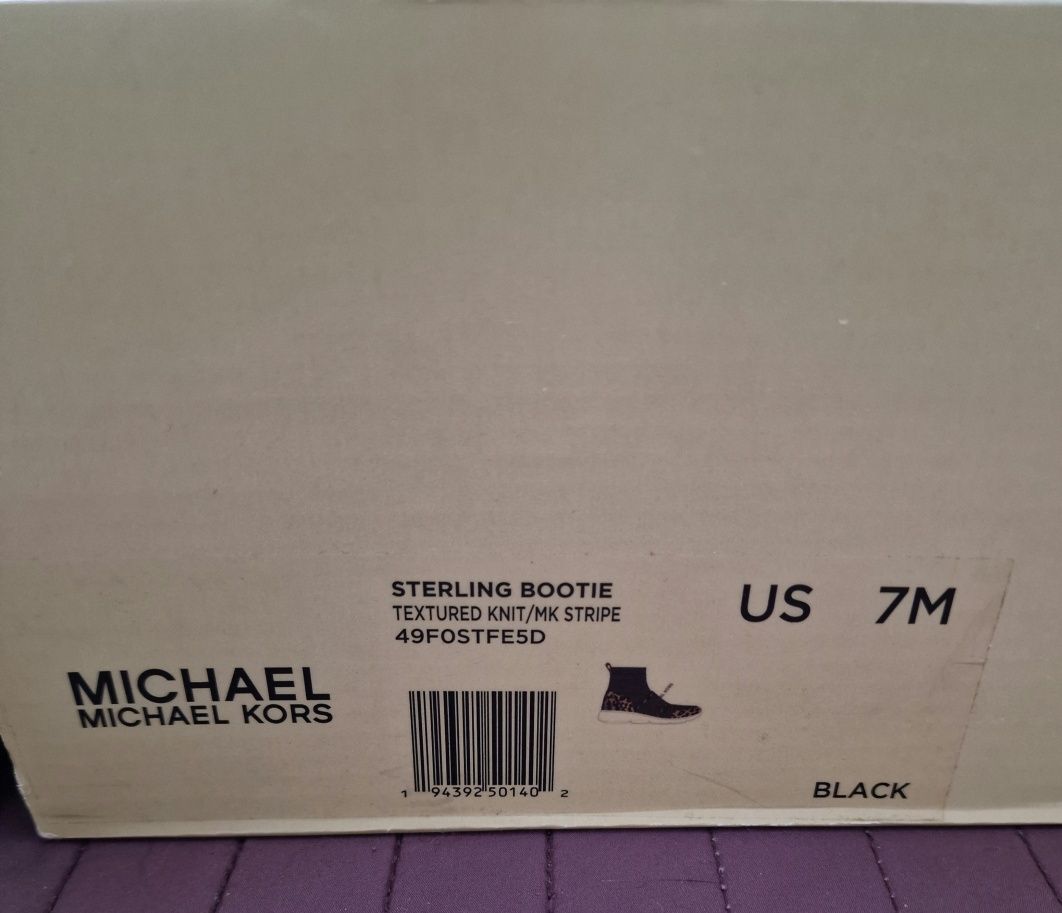 STERLING BOOTIE
TEXTURED KNIT/MK STRIPE
49F0STFE5D
US 7M
MICHAEL
MICHAEL KORS
1 94392 50140 2
BLACK